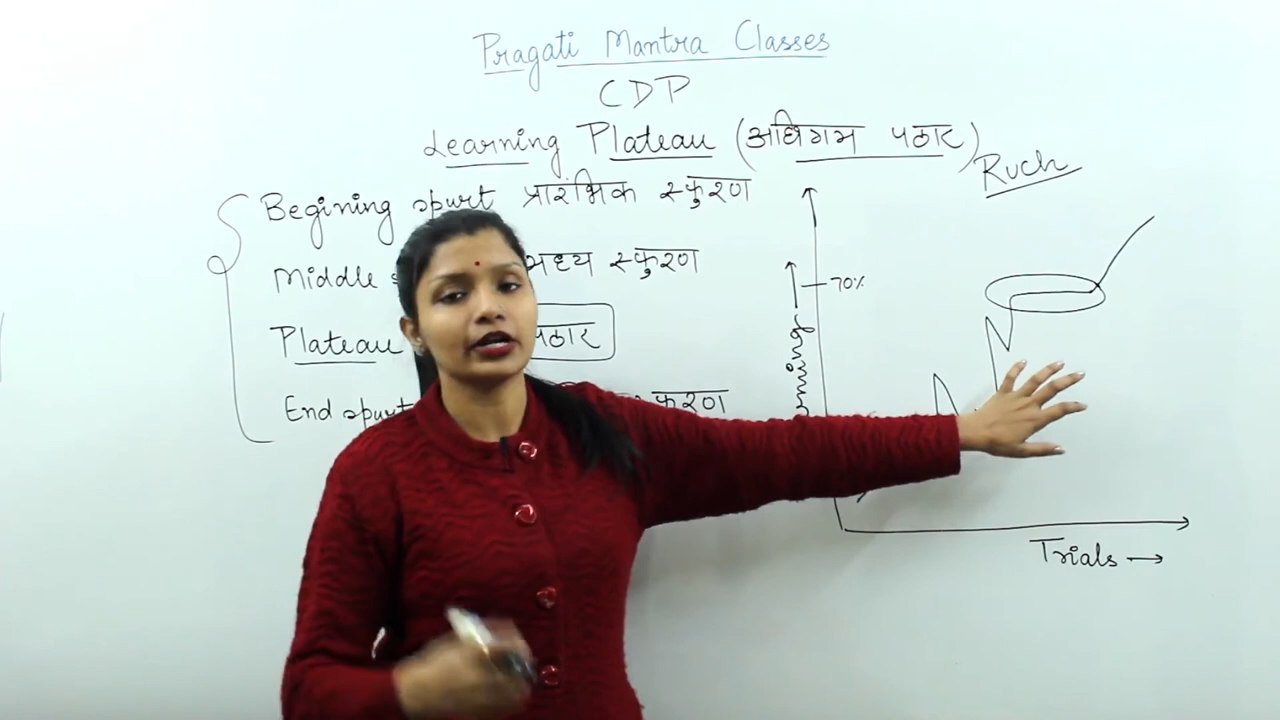 Pragati Mantra Classes
CDP
Learning Plateau (अधिगम पठार)
Ruch
Begining spurt प्रारंभिक स्फुरण
Middle मध्य स्फुरण
Plateau पठार
End spurt फुरण
70%
Trials →